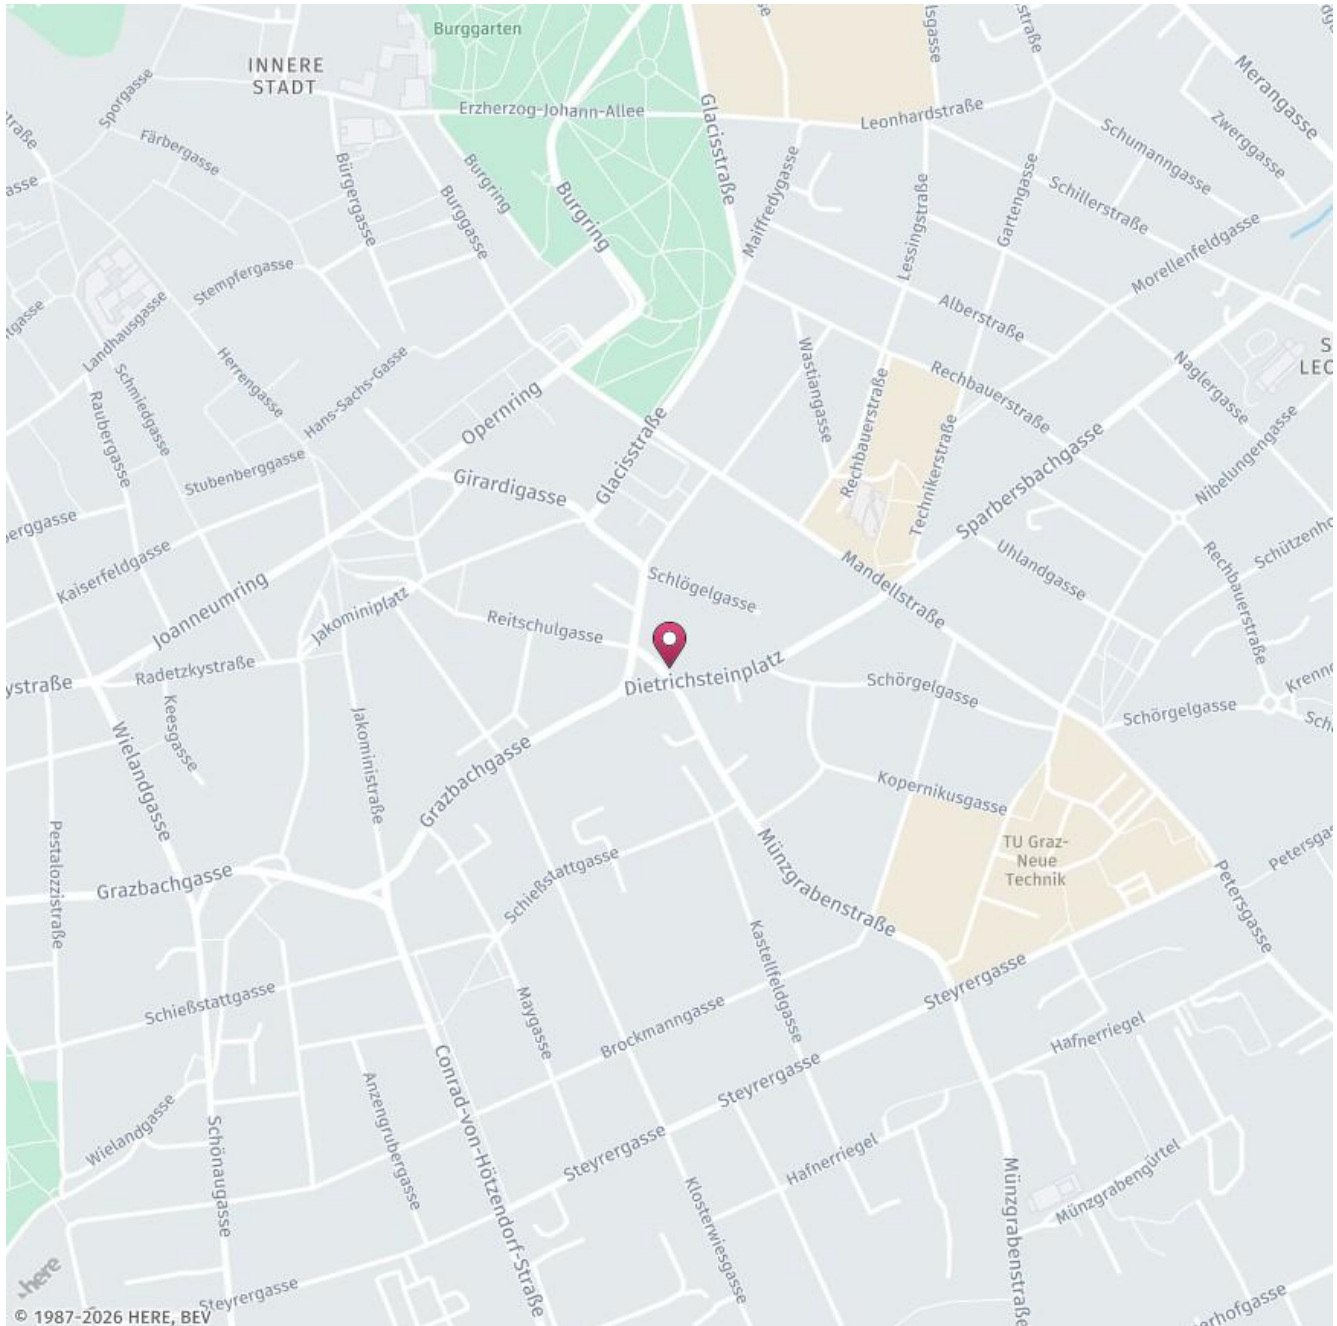 Burggarten
INNERE
STADT
Erzherzog-Johann-Allee
Leonhardstraße
Merangasse
Zwerggasse
Schumanngasse
Schillerstraße
Sporgasse
Färbergasse
Bürgergasse
Burggasse
Burgring
Burgring
Glacisstraße
Maiffredygasse
Lessingstraße
Gartengasse
Morellenfeldgasse
Stempfergasse
Landhausgasse
Herrengasse
Hans-Sachs-Gasse
Schmiedgasse
Raubergasse
Stubenberggasse
Opernring
Girardigasse
Glacisstraße
Wastiangasse
Alberstraße
Rechbauerstraße
Rechbauerstraße
Technikerstraße
Sparbersbachgasse
Naglergasse
Nibelungengasse
Kaiserfeldgasse
Joanneumring
Jakominiplatz
Radetzkystraße
ystraße
Reitschulgasse
Schlögelgasse
Mandellstraße
Uhlandgasse
Rechbauerstraße
Dietrichsteinplatz
Schörgelgasse
Schörgelgasse
Keesgasse
Wielandgasse
Jakoministraße
Grazbachgasse
Kopernikusgasse
TU Graz-
Neue
Technik
Pestalozzistraße
Grazbachgasse
Schießstattgasse
Münzgrabenstraße
Petersgasse
Kastellfeldgasse
Steyrergasse
Schießstattgasse
Maygasse
Brockmanngasse
Hafnerriegel
Conrad-von-Hötzendorf-Straße
Anzengrubergasse
Steyrergasse
Wielandgasse
Schönaugasse
Steyrergasse
Hafnerriegel
Klosterwiesgasse
Münzgrabenstraße
Münzgrabengürtel
here
Steyrergasse
© 1987-2026 HERE, BEV